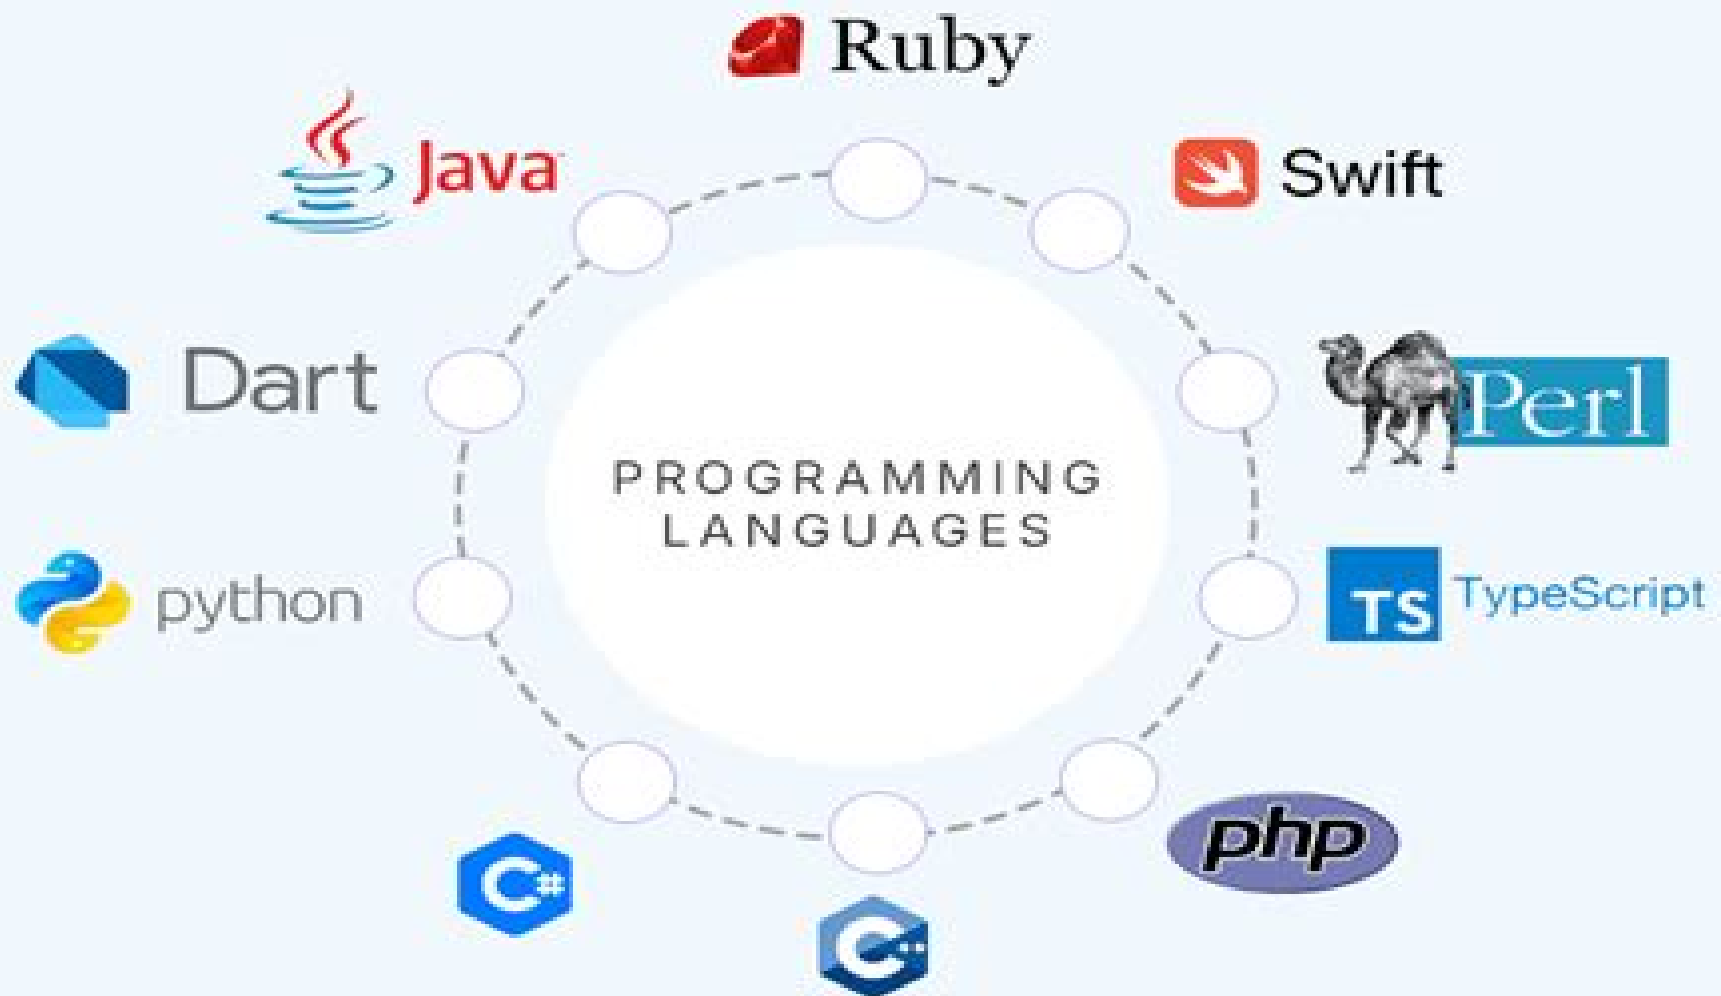 Ruby
Java
Swift
Dart
Perl
PROGRAMMING
LANGUAGES
python
TS TypeScript
php
C#
C++